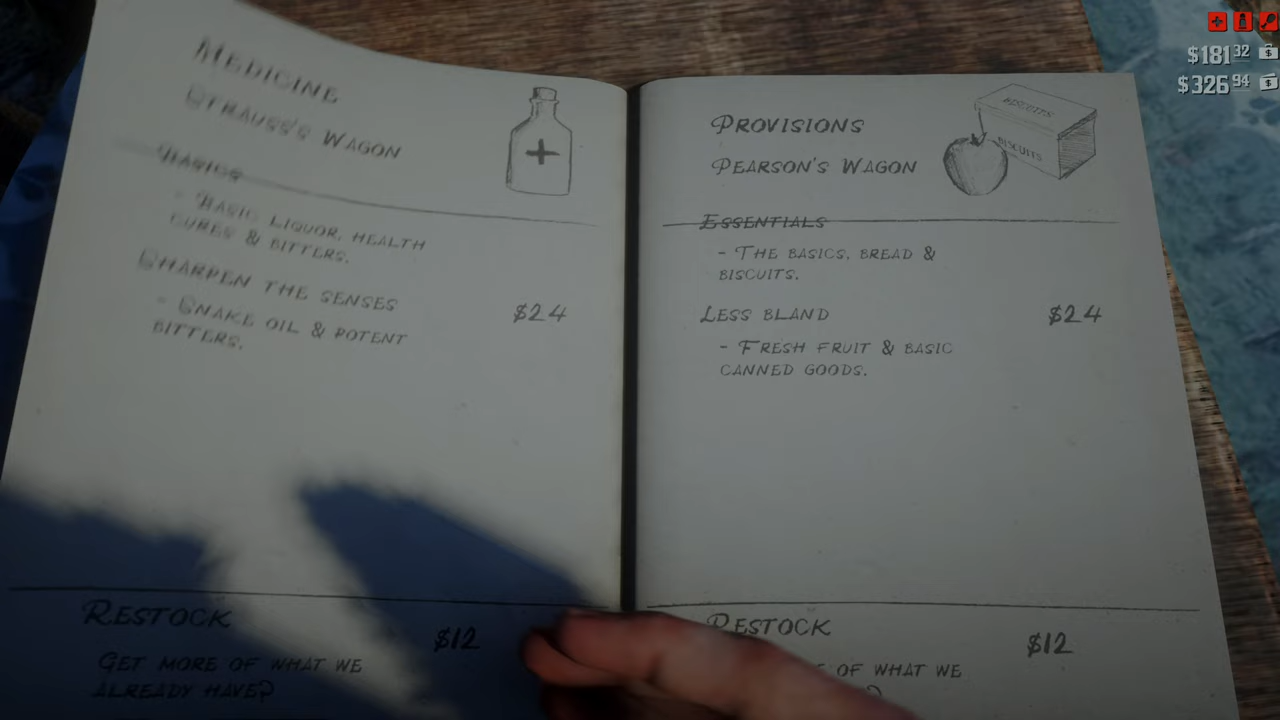 $181 32
$326 94
MEDICINE
STRAUSS'S WAGON
BASICS
- BASIC LIQUOR, HEALTH
CURES & BITTERS.
SHARPEN THE SENSES
$24
- SNAKE OIL & POTENT
BITTERS.
RESTOCK
$12
GET MORE OF WHAT WE
ALREADY HAVE?
PROVISIONS
PEARSON'S WAGON
BISCUITS
BISCUITS
ESSENTIALS
- THE BASICS, BREAD &
BISCUITS.
LESS BLAND
$24
- FRESH FRUIT & BASIC
CANNED GOODS.
RESTOCK
$12
OF WHAT WE